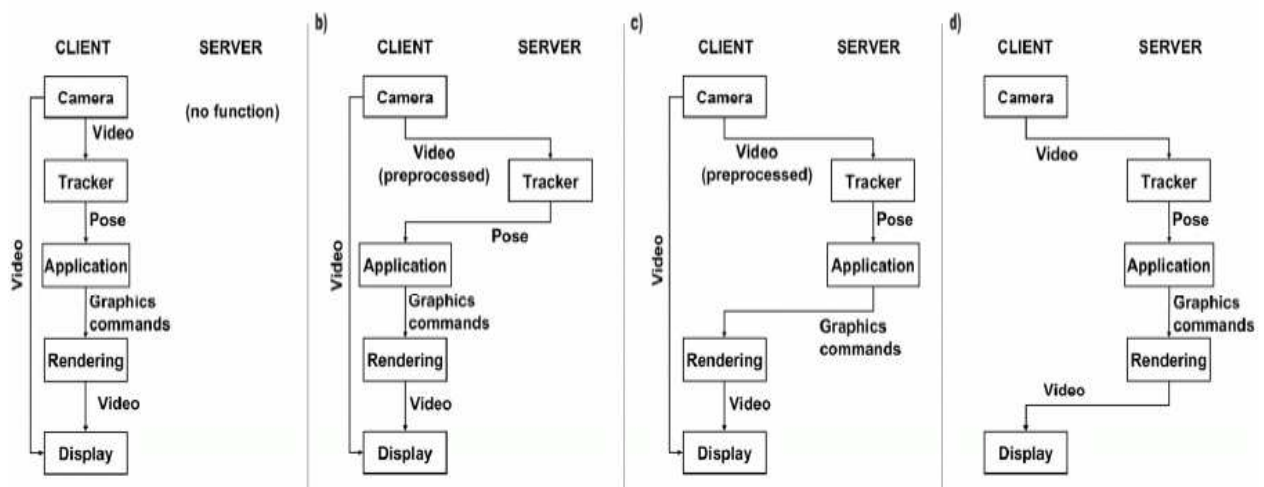 CLIENT
SERVER
Camera
(no function)
Video
Tracker
Pose
Video
Application
Graphics
commands
Rendering
Video
Display
b)
CLIENT
SERVER
Camera
Video
(preprocessed)
Tracker
Pose
Video
Application
Graphics
commands
Rendering
Video
Display
c)
CLIENT
SERVER
Camera
Video
(preprocessed)
Tracker
Pose
Video
Application
Graphics
commands
Rendering
Video
Display
d)
CLIENT
SERVER
Camera
Video
Tracker
Pose
Application
Graphics
commands
Rendering
Video
Display